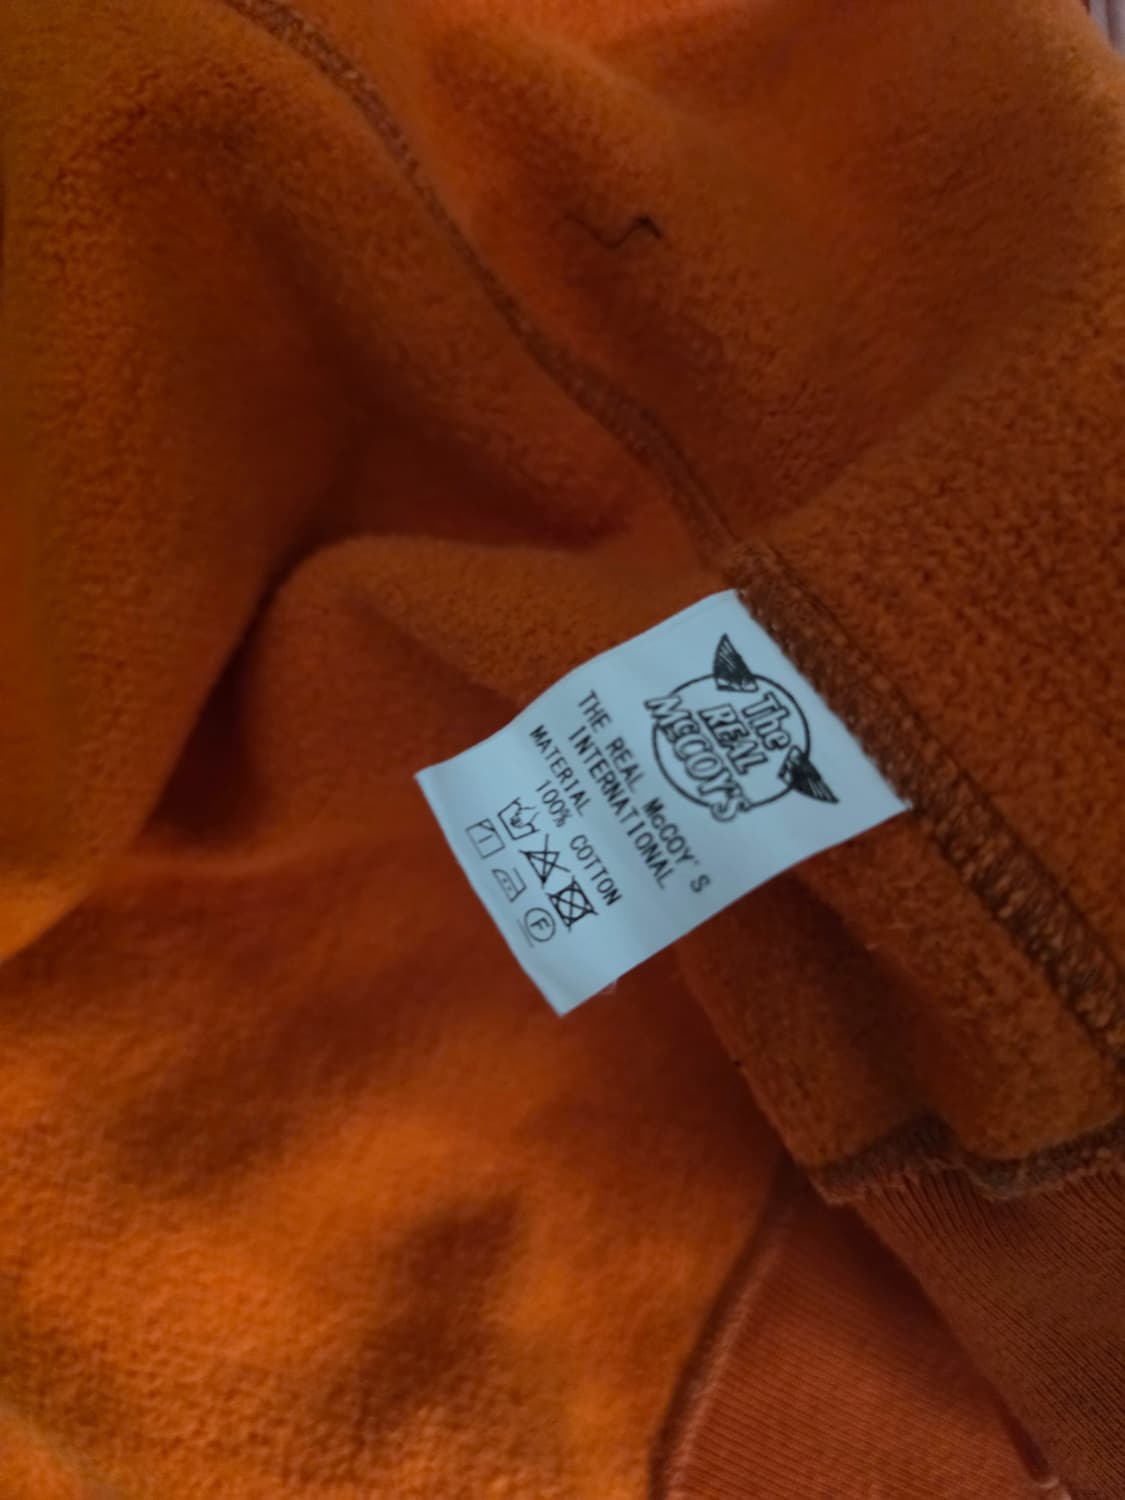 The
REAL
McCOY'S
THE REAL McCOY'S
INTERNATIONAL
MATERIAL
100% COTTON
F